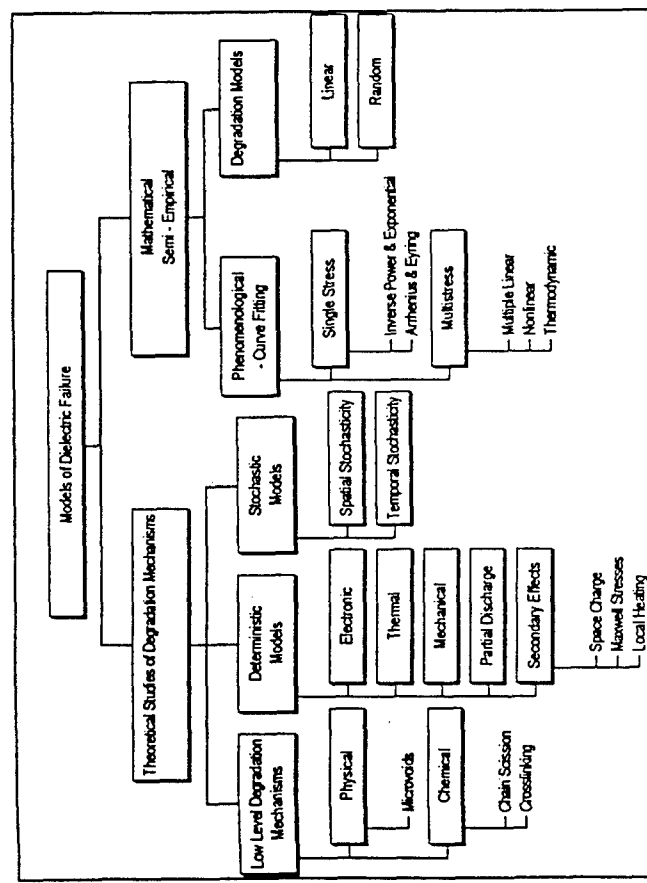 Models of Dielectric Failure
Theoretical Studies of Degradation Mechanisms
Mathematical
Semi - Empirical
Low Level Degradation
Mechanisms
Deterministic
Models
Stochastic
Models
Phenomenological
- Curve Fitting
Degradation Models
Physical
Microvoids
Chemical
Chain Scission
Crosslinking
Electronic
Thermal
Mechanical
Partial Discharge
Secondary Effects
Space Charge
Maxwell Stresses
Local Heating
Spatial Stochasticity
Temporal Stochasticity
Single Stress
Inverse Power & Exponential
Arrhenius & Eyring
Multistress
Multiple Linear
Nonlinear
Thermodynamic
Linear
Random